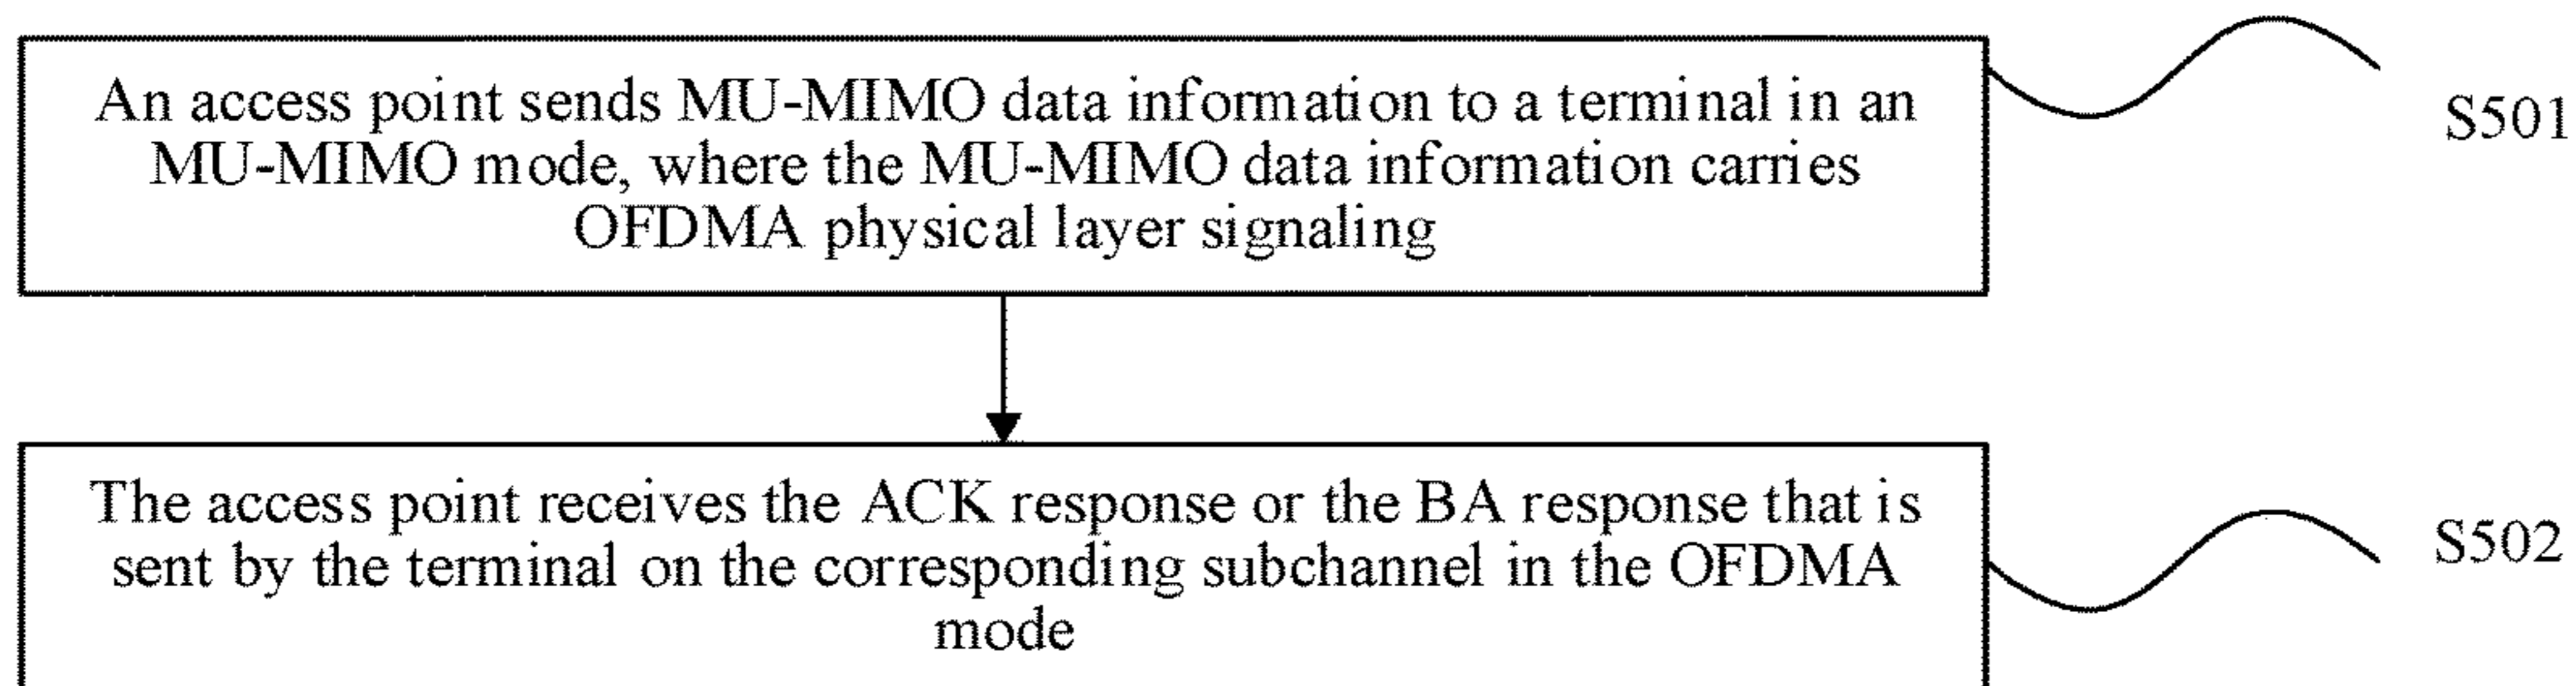 An access point sends MU-MIMO data information to a terminal in an
MU-MIMO mode, where the MU-MIMO data information carries
OFDMA physical layer signaling
S501
The access point receives the ACK response or the BA response that is
sent by the terminal on the corresponding subchannel in the OFDMA
mode
S502